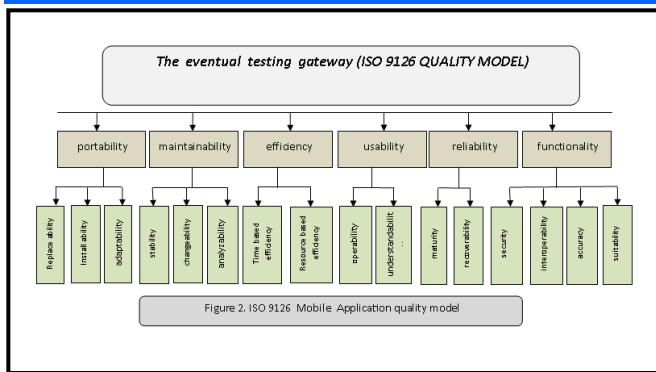 The eventual testing gateway (ISO 9126 QUALITY MODEL)
portability
maintainability
efficiency
usability
reliability
functionality
Replace ability
Install ability
adaptability
stability
changeability
analyzability
Time based
efficiency
Resource based
efficiency
operability
understandabilit
..
maturity
recoverability
security
interoperability
accuracy
suitability
Figure 2. ISO 9126 Mobile Application quality model